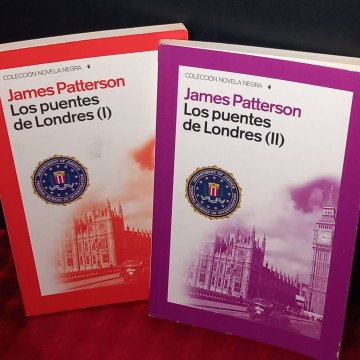 COLECCIÓN NOVELA NEGRA
James Patterson
Los puentes
de Londres (I)
COLECCIÓN NOVELA NEGRA
James Patterson
Los puentes
de Londres (II)